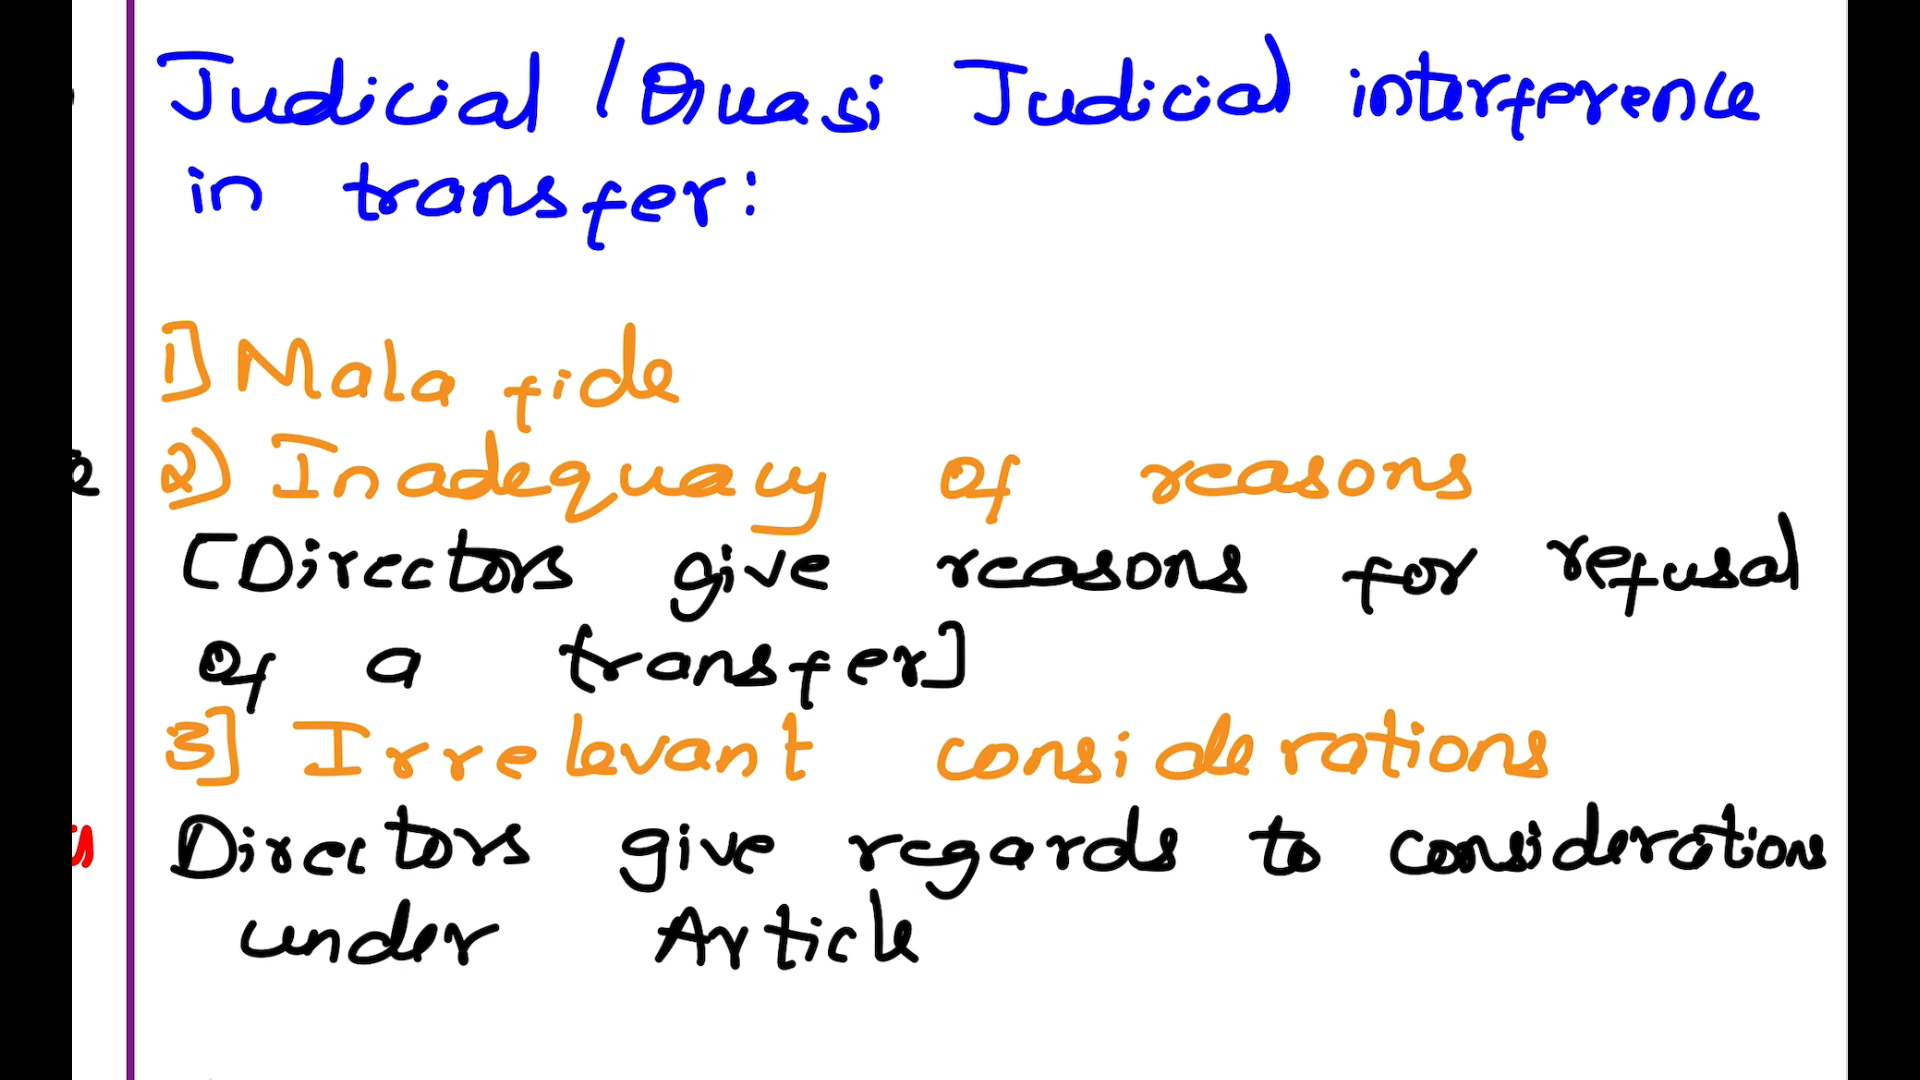 Judicial / Quasi Judicial interference
in transfer:
1] Mala fide
2) Inadequacy of reasons
[Directors give reasons for refusal
of a transfer]
3] Irrelevant considerations
Directors give regards to considerations
under Article